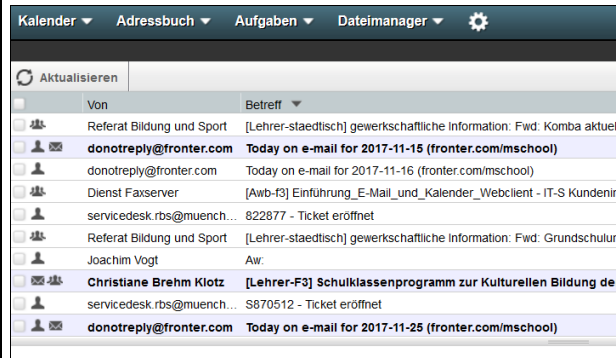 Kalender Adressbuch Aufgaben Dateimanager
Aktualisieren
Von Betreff
Referat Bildung und Sport [Lehrer-staedtisch] gewerkschaftliche Information: Fwd: Komba aktuel
donotreply@fronter.com Today on e-mail for 2017-11-15 (fronter.com/mschool)
donotreply@fronter.com Today on e-mail for 2017-11-16 (fronter.com/mschool)
Dienst Faxserver [Awb-f3] Einführung_E-Mail_und_Kalender_Webclient - IT-S Kundenin
servicedesk.rbs@muench... 822877 - Ticket eröffnet
Referat Bildung und Sport [Lehrer-staedtisch] gewerkschaftliche Information: Fwd: Grundschulun
Joachim Vogt Aw:
Christiane Brehm Klotz [Lehrer-F3] Schulklassenprogramm zur Kulturellen Bildung de
servicedesk.rbs@muench... S870512 - Ticket eröffnet
donotreply@fronter.com Today on e-mail for 2017-11-25 (fronter.com/mschool)